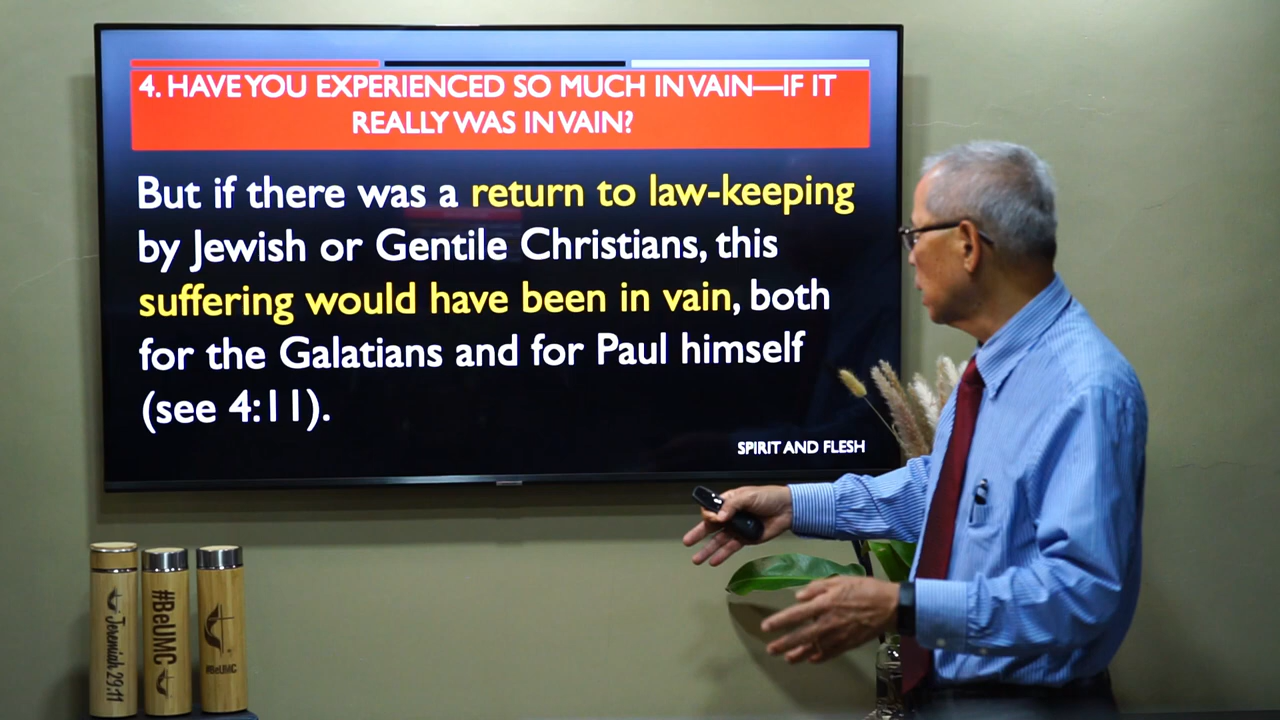 4. HAVE YOU EXPERIENCED SO MUCH IN VAIN—IF IT
REALLY WAS IN VAIN?
But if there was a return to law-keeping
by Jewish or Gentile Christians, this
suffering would have been in vain, both
for the Galatians and for Paul himself
(see 4:11).
SPIRIT AND FLESH
Jeremiah 29:11
#BeUMC
#BeUMC